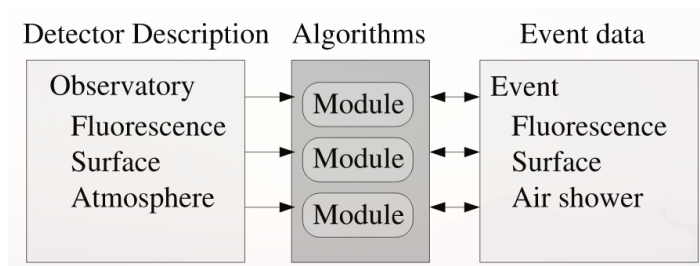 Detector Description
Algorithms
Event data
Observatory
Fluorescence
Surface
Atmosphere
Module
Module
Module
Event
Fluorescence
Surface
Air shower